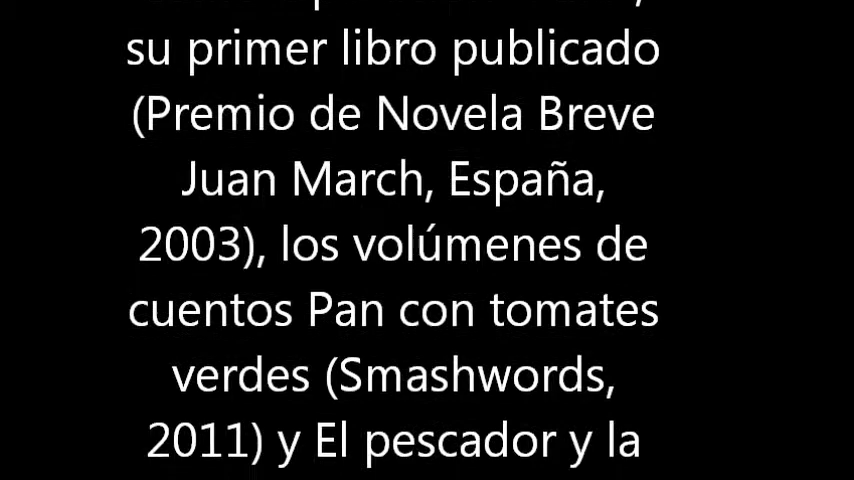 su primer libro publicado
(Premio de Novela Breve
Juan March, España,
2003), los volúmenes de
cuentos Pan con tomates
verdes (Smashwords,
2011) y El pescador y la